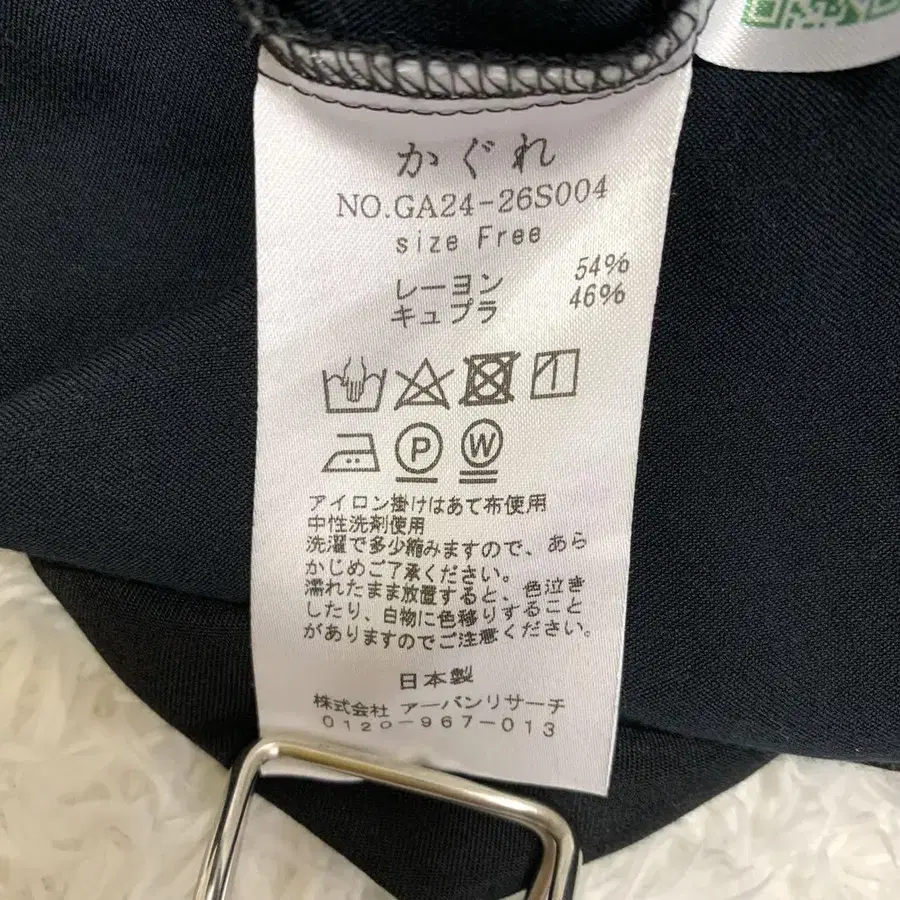 かぐれ
NO.GA24-26S004
size Free
レーヨン 54%
キュプラ 46%
P W
アイロン掛けはあて布使用
中性洗剤使用
洗濯で多少縮みますので、あら
かじめご了承ください。
濡れたまま放置すると、色泣き
したり、白物に色移りすること
がありますのでご注意ください。
日本製
株式会社 アーバンリサーチ
0120-967-013